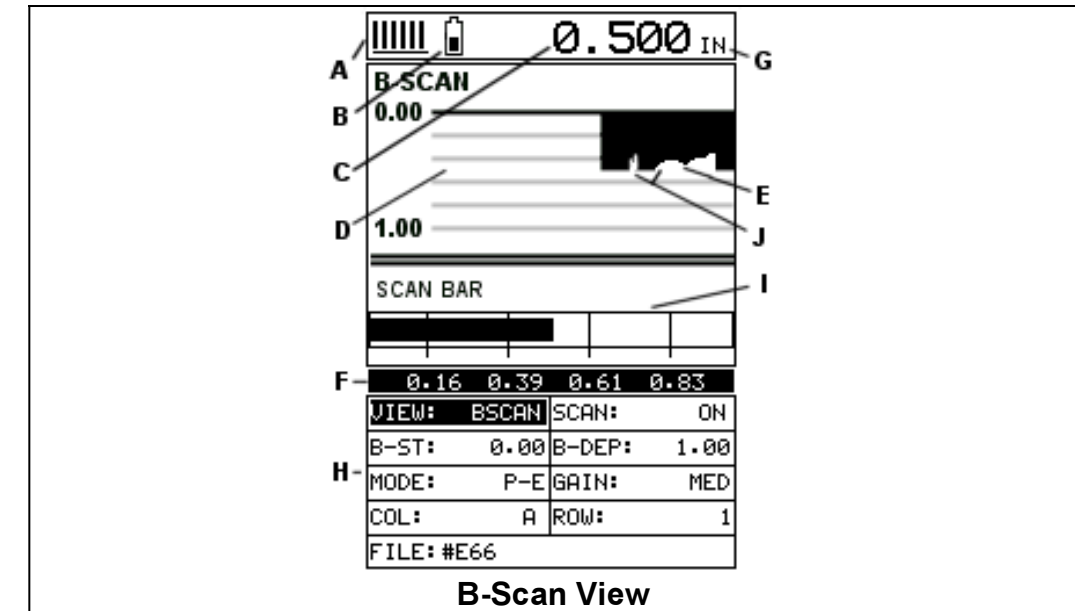 0.500 IN
A
G
B-SCAN
B
0.00
C
E
D
1.00
J
SCAN BAR
I
F
0.16 0.39 0.61 0.83
VIEW: BSCAN SCAN: ON
B-ST: 0.00 B-DEP: 1.00
H
MODE: P-E GAIN: MED
COL: A ROW: 1
FILE:#E66
B-Scan View